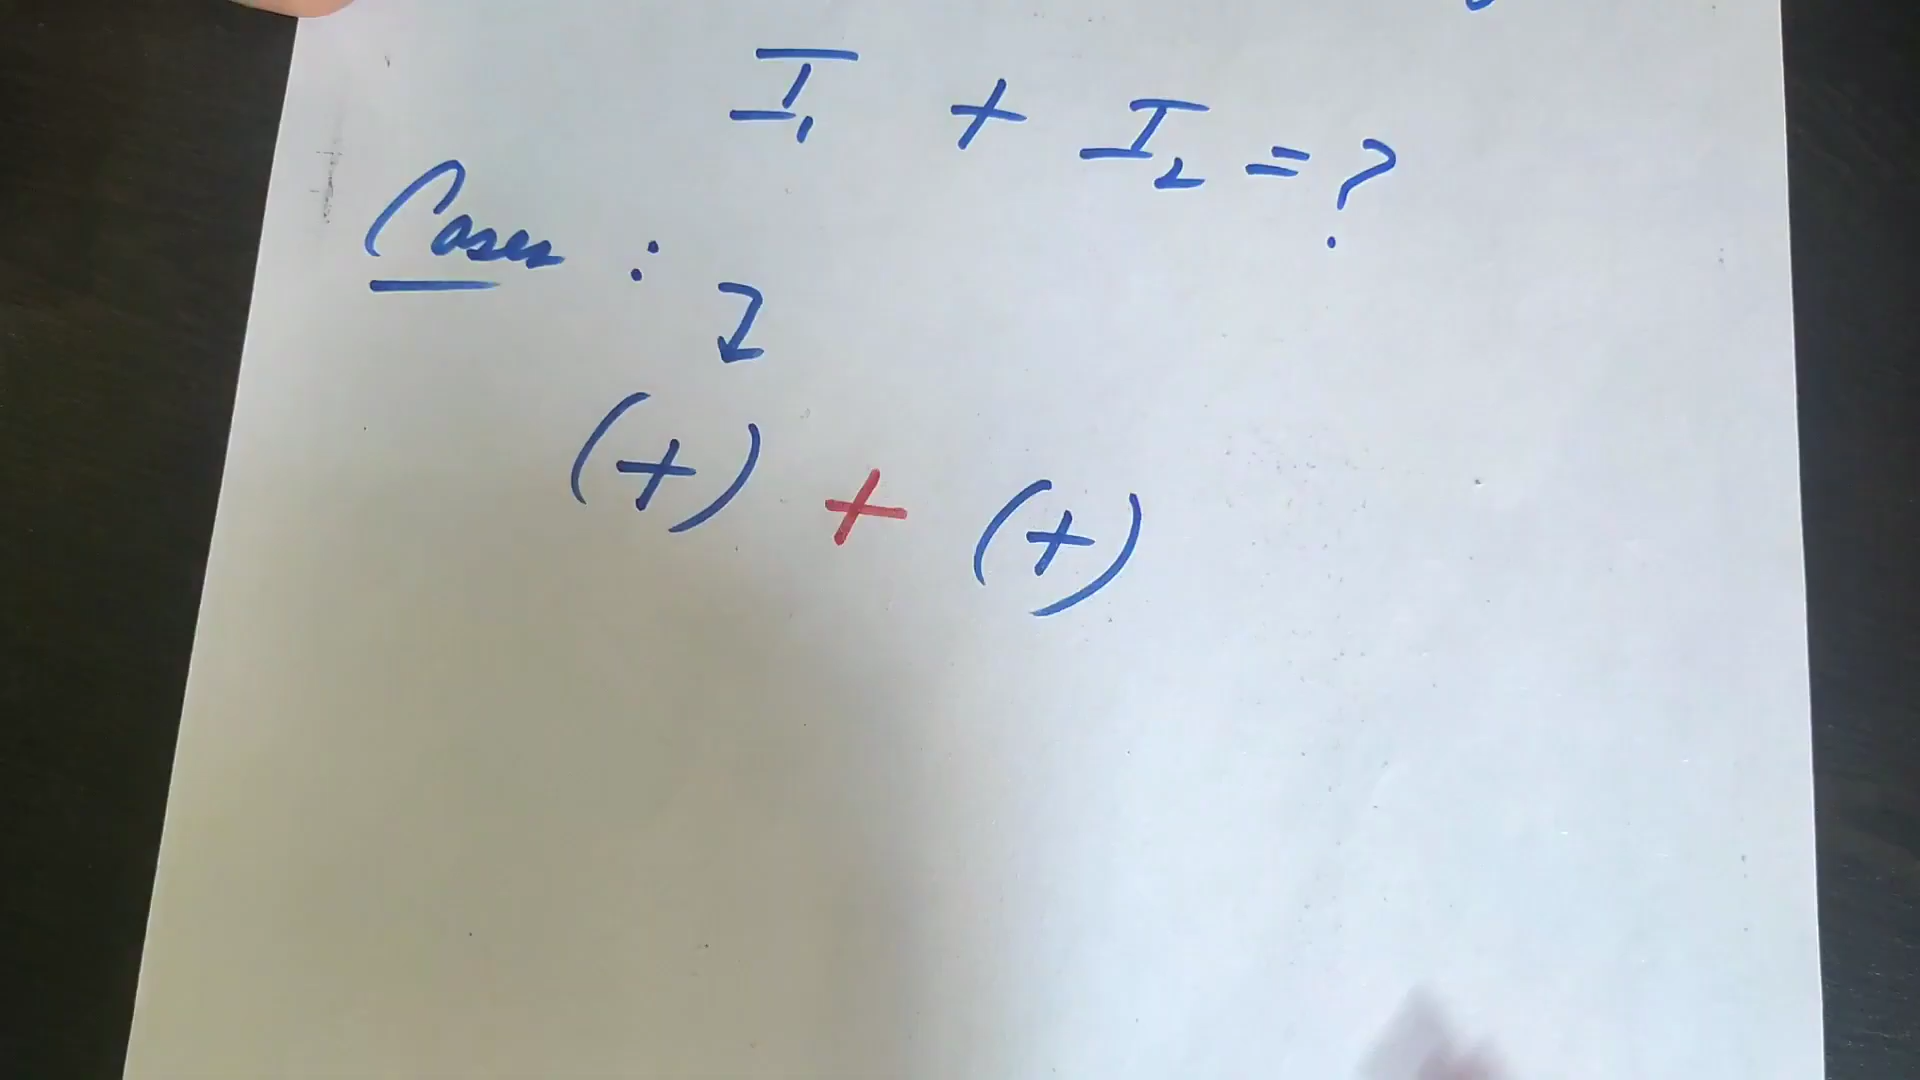 I₁ + I₂ = ?
Cases :
(+) + (+)